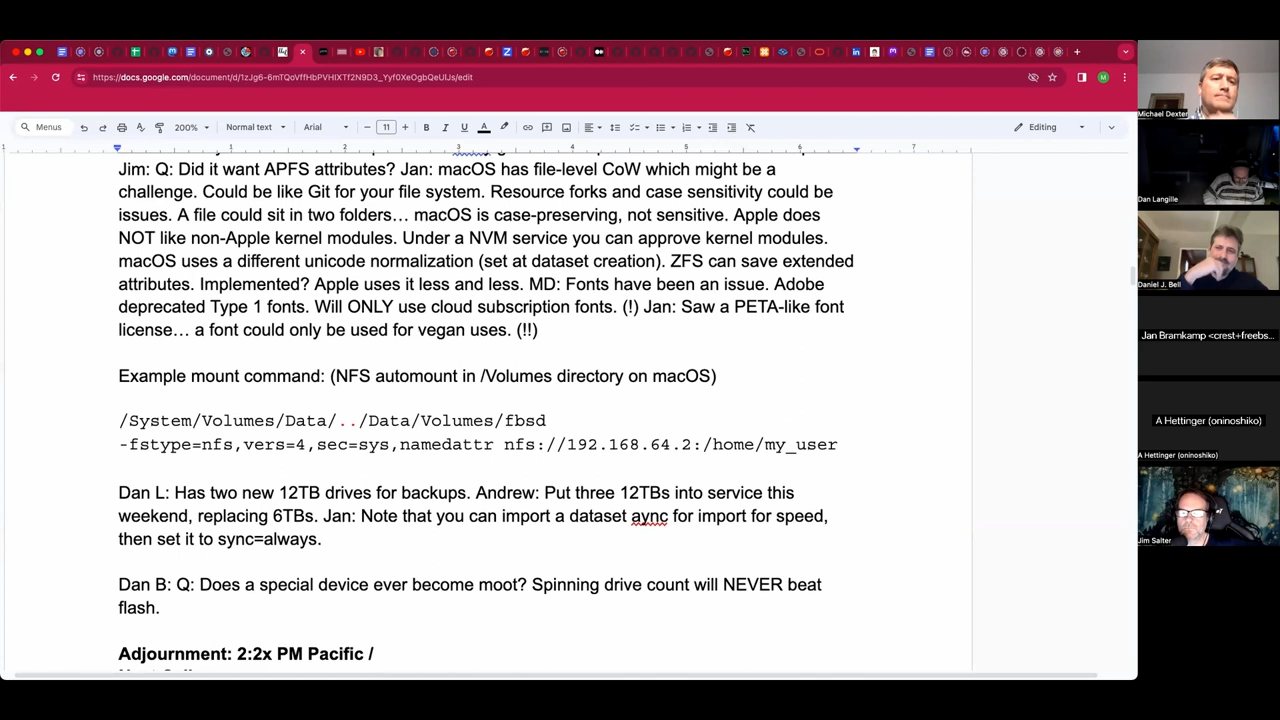 https://docs.google.com/document/d/1zJg6-6mTQoVffHbPVHIXTf2N9D3_Yyf0XeOgbQeUIJs/edit
Menus
200%
Normal text
Arial
11
Editing
1
1
2
3
4
5
6
7
Jim: Q: Did it want APFS attributes? Jan: macOS has file-level CoW which might be a
challenge. Could be like Git for your file system. Resource forks and case sensitivity could be
issues. A file could sit in two folders… macOS is case-preserving, not sensitive. Apple does
NOT like non-Apple kernel modules. Under a NVM service you can approve kernel modules.
macOS uses a different unicode normalization (set at dataset creation). ZFS can save extended
attributes. Implemented? Apple uses it less and less. MD: Fonts have been an issue. Adobe
deprecated Type 1 fonts. Will ONLY use cloud subscription fonts. (!) Jan: Saw a PETA-like font
license… a font could only be used for vegan uses. (!!)
Example mount command: (NFS automount in /Volumes directory on macOS)
/System/Volumes/Data/../Data/Volumes/fbsd
-fstype=nfs,vers=4,sec=sys,namedattr nfs://192.168.64.2:/home/my_user
Dan L: Has two new 12TB drives for backups. Andrew: Put three 12TBs into service this
weekend, replacing 6TBs. Jan: Note that you can import a dataset aync for import for speed,
then set it to sync=always.
Dan B: Q: Does a special device ever become moot? Spinning drive count will NEVER beat
flash.
Adjournment: 2:2x PM Pacific /
Michael Dexter
Dan Langille
Daniel J. Bell
Jan Bramkamp <crest+freebs...
A Hettinger (oninoshiko)
A Hettinger (oninoshiko)
Jim Salter